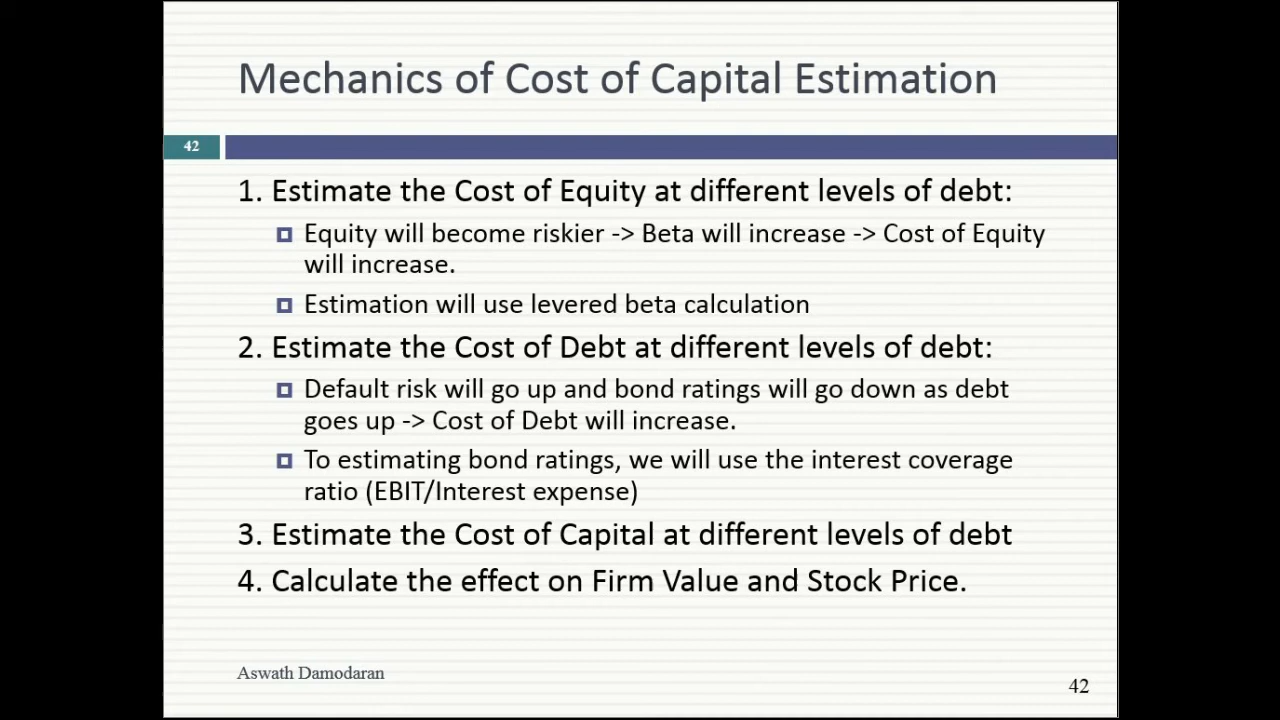 Mechanics of Cost of Capital Estimation
42
1. Estimate the Cost of Equity at different levels of debt:
Equity will become riskier -> Beta will increase -> Cost of Equity
will increase.
Estimation will use levered beta calculation
2. Estimate the Cost of Debt at different levels of debt:
Default risk will go up and bond ratings will go down as debt
goes up -> Cost of Debt will increase.
To estimating bond ratings, we will use the interest coverage
ratio (EBIT/Interest expense)
3. Estimate the Cost of Capital at different levels of debt
4. Calculate the effect on Firm Value and Stock Price.
Aswath Damodaran
42